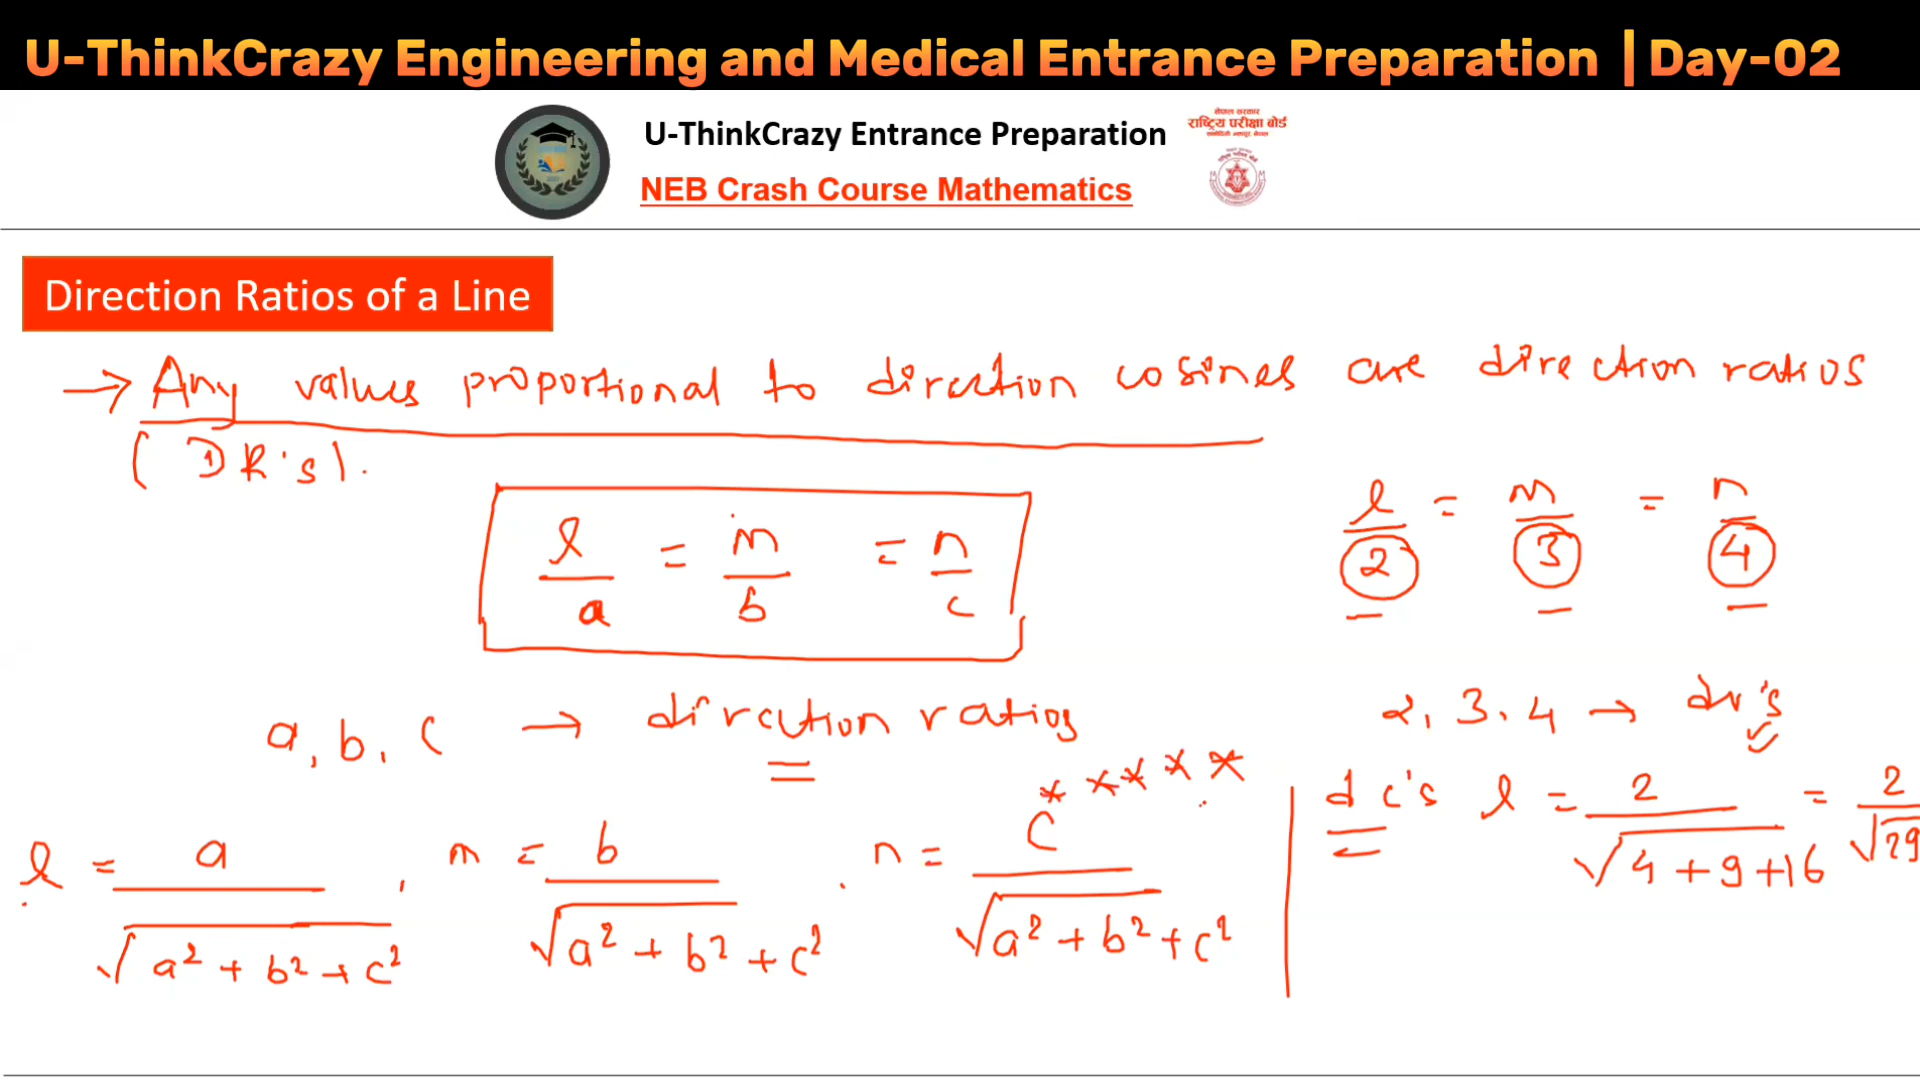 U-ThinkCrazy Engineering and Medical Entrance Preparation | Day-02
U-ThinkCrazy Entrance Preparation
नेपाल सरकार
राष्ट्रिय परीक्षा बोर्ड
NEB Crash Course Mathematics
Direction Ratios of a Line
→ Any values proportional to direction cosines are direction ratios
( DR's).
l/a = m/b = n/c
l/2 = m/3 = n/4
a, b, c → direction ratios
2, 3, 4 → dr's
* * * * *
l = a/√a²+b²+c² , m = b/√a²+b²+c² , n = c/√a²+b²+c²
dc's l = 2/√4+9+16 = 2/√29